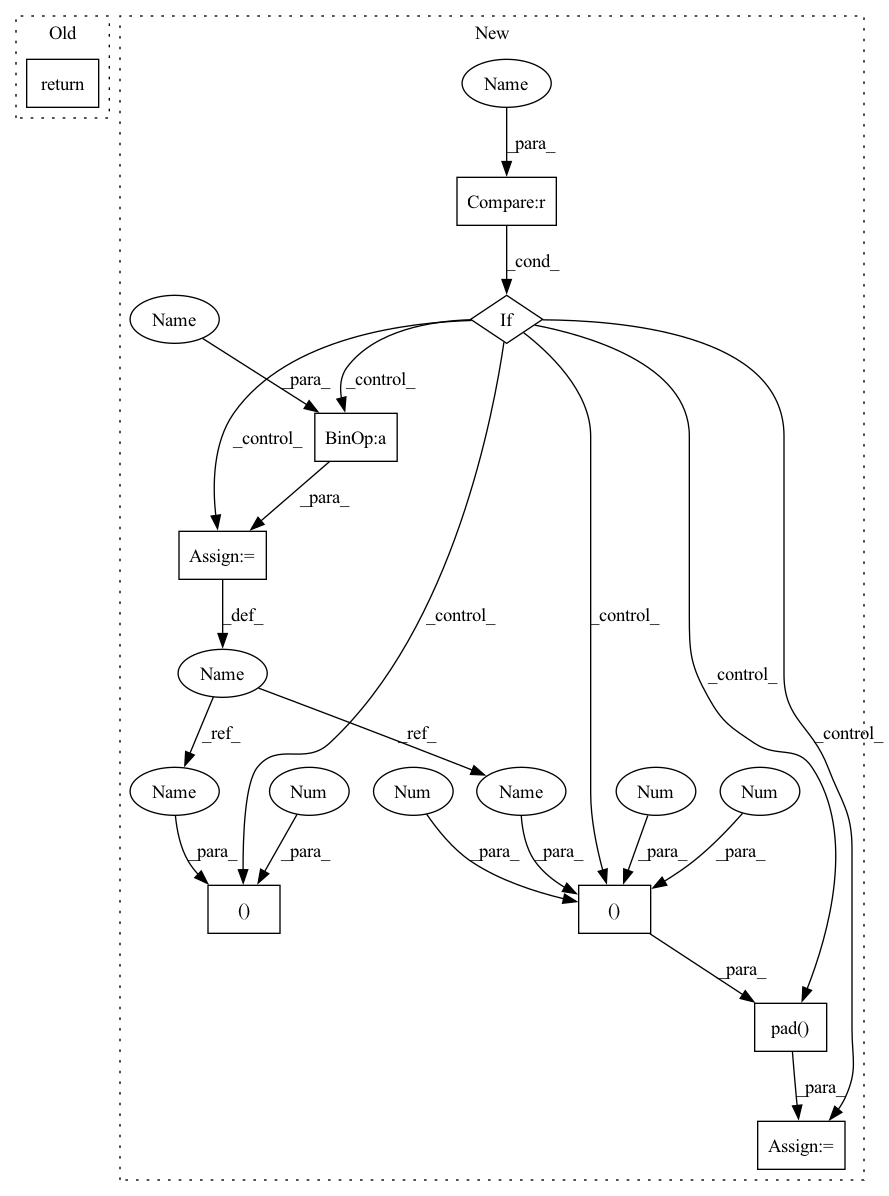 Old
New
return
Name
_para_
Compare:r
_cond_
Name
If
_para_
_control_
BinOp:a
_control_
_para_
Assign:=
_def_
_control_
_control_
Name
_control_
_ref_
_ref_
_control_
Name
Num
Num
Name
Num
Num
_para_
_para_
_para_
_para_
_para_
_para_
()
()
_para_
pad()
_para_
Assign:=